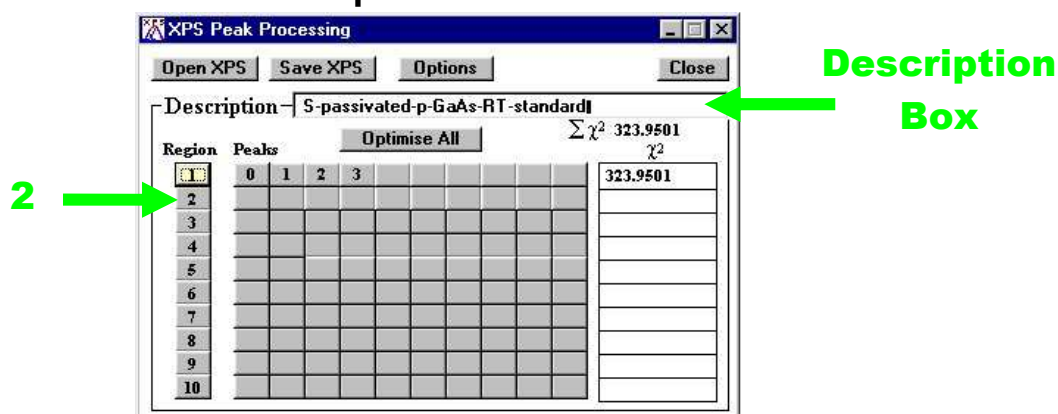 XPS Peak Processing
Open XPS Save XPS Options Close
Description
Box
Description S-passivated-p-GaAs-RT-standard
Optimise All
Σχ² 323.9501
Region Peaks χ²
1 0 1 2 3 323.9501
2
2
3
4
5
6
7
8
9
10